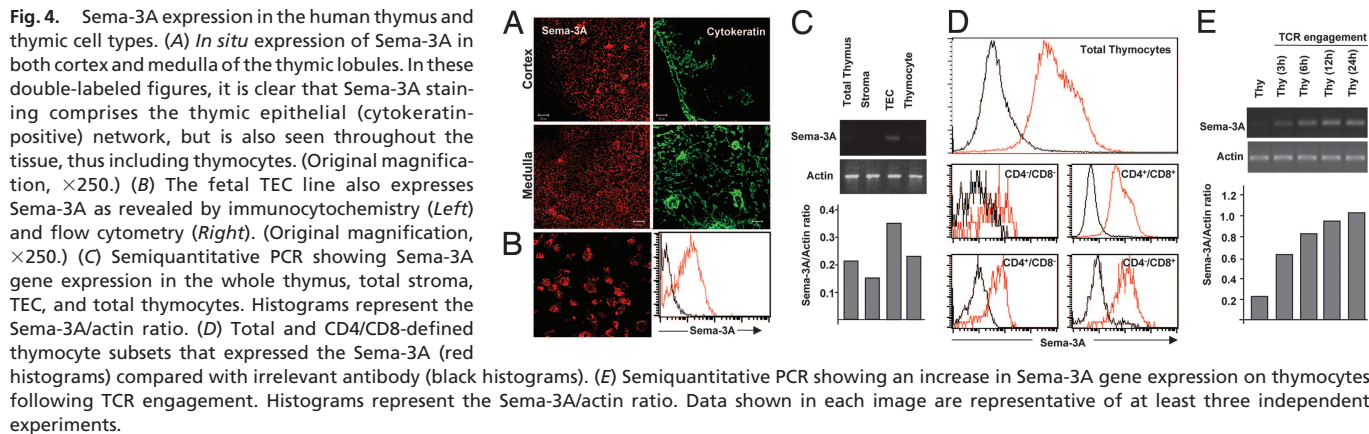 Fig. 4. Sema-3A expression in the human thymus and
thymic cell types. (A) In situ expression of Sema-3A in
both cortex and medulla of the thymic lobules. In these
double-labeled figures, it is clear that Sema-3A stain-
ing comprises the thymic epithelial (cytokeratin-
positive) network, but is also seen throughout the
tissue, thus including thymocytes. (Original magnifica-
tion, ×250.) (B) The fetal TEC line also expresses
Sema-3A as revealed by immunocytochemistry (Left)
and flow cytometry (Right). (Original magnification,
×250.) (C) Semiquantitative PCR showing Sema-3A
gene expression in the whole thymus, total stroma,
TEC, and total thymocytes. Histograms represent the
Sema-3A/actin ratio. (D) Total and CD4/CD8-defined
thymocyte subsets that expressed the Sema-3A (red
histograms) compared with irrelevant antibody (black histograms). (E) Semiquantitative PCR showing an increase in Sema-3A gene expression on thymocytes
following TCR engagement. Histograms represent the Sema-3A/actin ratio. Data shown in each image are representative of at least three independent
experiments.
A
Sema-3A
Cytokeratin
Cortex
Medulla
B
Sema-3A
C
Total Thymus
Stroma
TEC
Thymocyte
Sema-3A
Actin
Sema-3A/Actin ratio
0.4
0.3
0.2
0.1
D
Total Thymocytes
CD4-/CD8-
CD4+/CD8+
CD4+/CD8-
CD4-/CD8+
Sema-3A
E
TCR engagement
Thy
Thy (3h)
Thy (6h)
Thy (12h)
Thy (24h)
Sema-3A
Actin
Sema-3A/Actin ratio
1.2
1.0
0.8
0.6
0.4
0.2